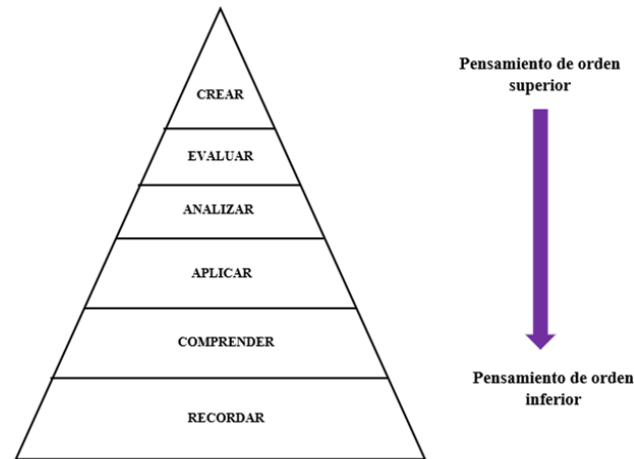 CREAR
EVALUAR
ANALIZAR
APLICAR
COMPRENDER
RECORDAR
Pensamiento de orden
superior
Pensamiento de orden
inferior